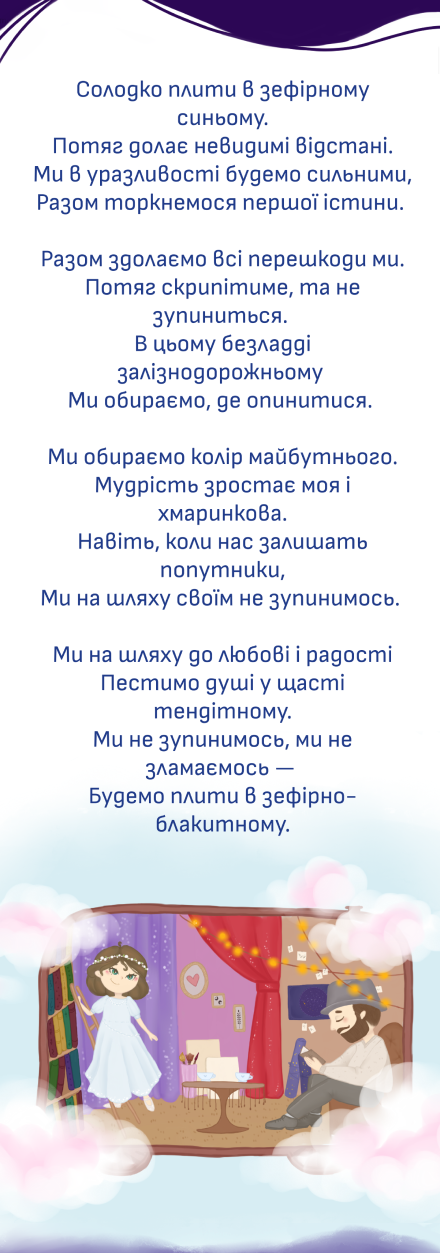 Солодко плити в зефірному
синьому.
Потяг долає невидимі відстані.
Ми в уразливості будемо сильними,
Разом торкнемося першої істини.
Разом здолаємо всі перешкоди ми.
Потяг скрипітиме, та не
зупиниться.
В цьому безладді
залізнодорожньому
Ми обираємо, де опинитися.
Ми обираємо колір майбутнього.
Мудрість зростає моя і
хмаринкова.
Навіть, коли нас залишать
попутники,
Ми на шляху своїм не зупинимось.
Ми на шляху до любові і радості
Пестимо душі у щасті
тендітному.
Ми не зупинимось, ми не
зламаємось —
Будемо плити в зефірно-
блакитному.